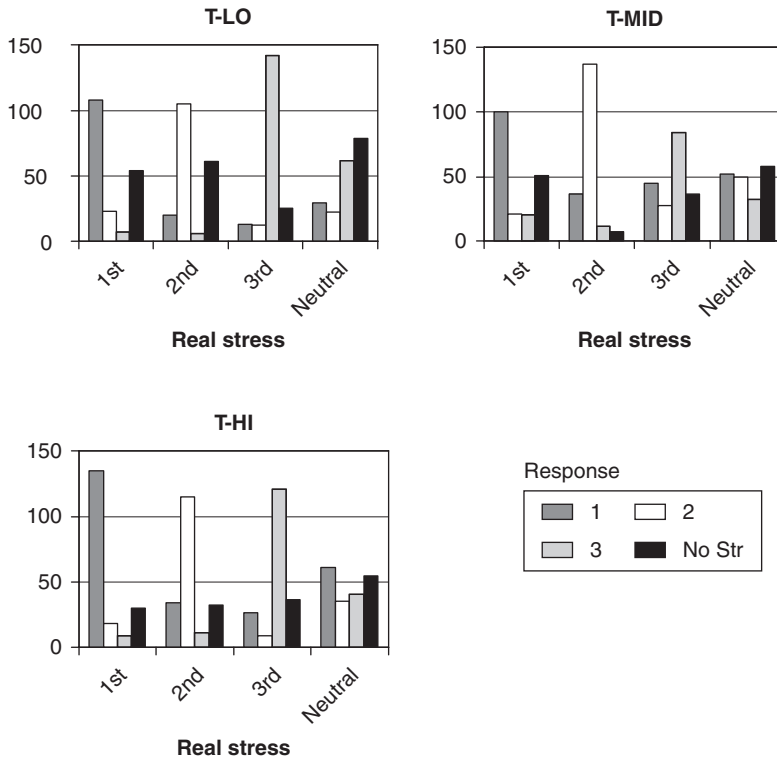 T-LO
150
100
50
0
1st
2nd
3rd
Neutral
Real stress
T-MID
150
100
50
0
1st
2nd
3rd
Neutral
Real stress
T-HI
150
100
50
0
1st
2nd
3rd
Neutral
Real stress
Response
1 2
3 No Str